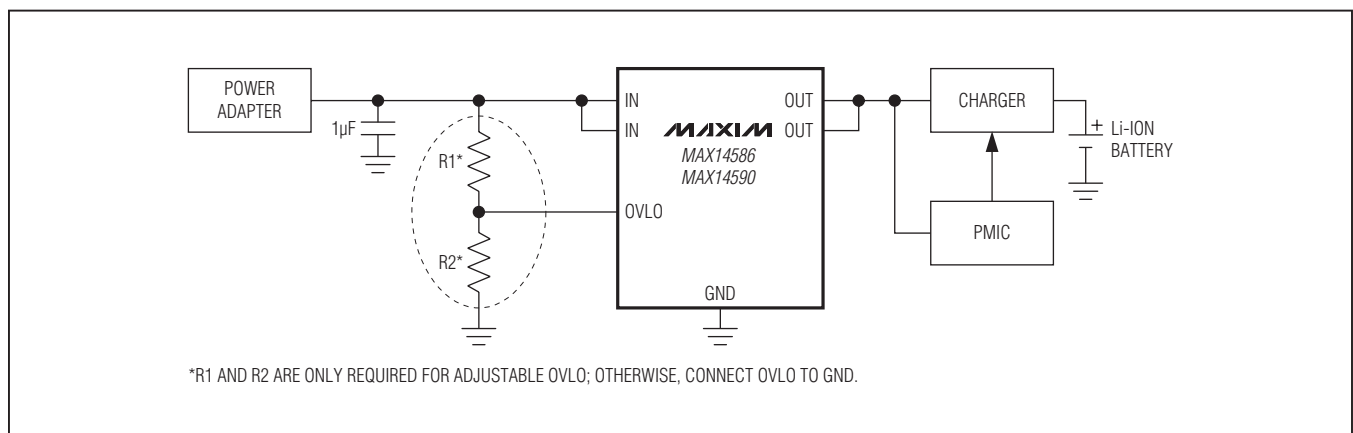 POWER
ADAPTER
1µF
R1*
R2*
IN
IN
OVLO
MAXIM
MAX14586
MAX14590
OUT
OUT
GND
CHARGER
PMIC
+
Li-ION
BATTERY
*R1 AND R2 ARE ONLY REQUIRED FOR ADJUSTABLE OVLO; OTHERWISE, CONNECT OVLO TO GND.